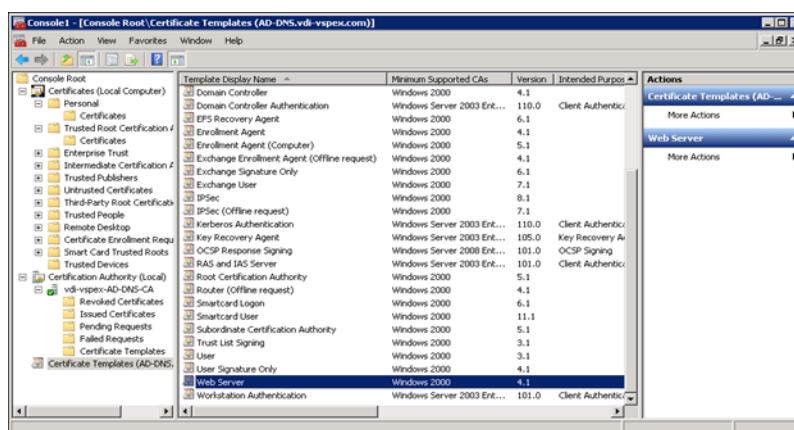 Console1 - [Console Root\Certificate Templates (AD-DNS.vdi-vspex.com)]
File Action View Favorites Window Help
Console Root
Certificates (Local Computer)
Personal
Certificates
Trusted Root Certification A
Certificates
Enterprise Trust
Intermediate Certification A
Trusted Publishers
Untrusted Certificates
Third-Party Root Certificati
Trusted People
Remote Desktop
Certificate Enrollment Requ
Smart Card Trusted Roots
Trusted Devices
Certification Authority (Local)
vdi-vspex-AD-DNS-CA
Revoked Certificates
Issued Certificates
Pending Requests
Failed Requests
Certificate Templates
Certificate Templates (AD-DNS.
Template Display Name Minimum Supported CAs Version Intended Purpos
Domain Controller Windows 2000 4.1
Domain Controller Authentication Windows Server 2003 Ent... 110.0 Client Authentica
EFS Recovery Agent Windows 2000 6.1
Enrollment Agent Windows 2000 4.1
Enrollment Agent (Computer) Windows 2000 5.1
Exchange Enrollment Agent (Offline request) Windows 2000 4.1
Exchange Signature Only Windows 2000 6.1
Exchange User Windows 2000 7.1
IPSec Windows 2000 8.1
IPSec (Offline request) Windows 2000 7.1
Kerberos Authentication Windows Server 2003 Ent... 110.0 Client Authentica
Key Recovery Agent Windows Server 2003 Ent... 105.0 Key Recovery A
OCSP Response Signing Windows Server 2008 Ent... 101.0 OCSP Signing
RAS and IAS Server Windows Server 2003 Ent... 101.0 Client Authentica
Root Certification Authority Windows 2000 5.1
Router (Offline request) Windows 2000 4.1
Smartcard Logon Windows 2000 6.1
Smartcard User Windows 2000 11.1
Subordinate Certification Authority Windows 2000 5.1
Trust List Signing Windows 2000 3.1
User Windows 2000 3.1
User Signature Only Windows 2000 4.1
Web Server Windows 2000 4.1
Workstation Authentication Windows Server 2003 Ent... 101.0 Client Authentica
Actions
Certificate Templates (AD-...
More Actions
Web Server
More Actions